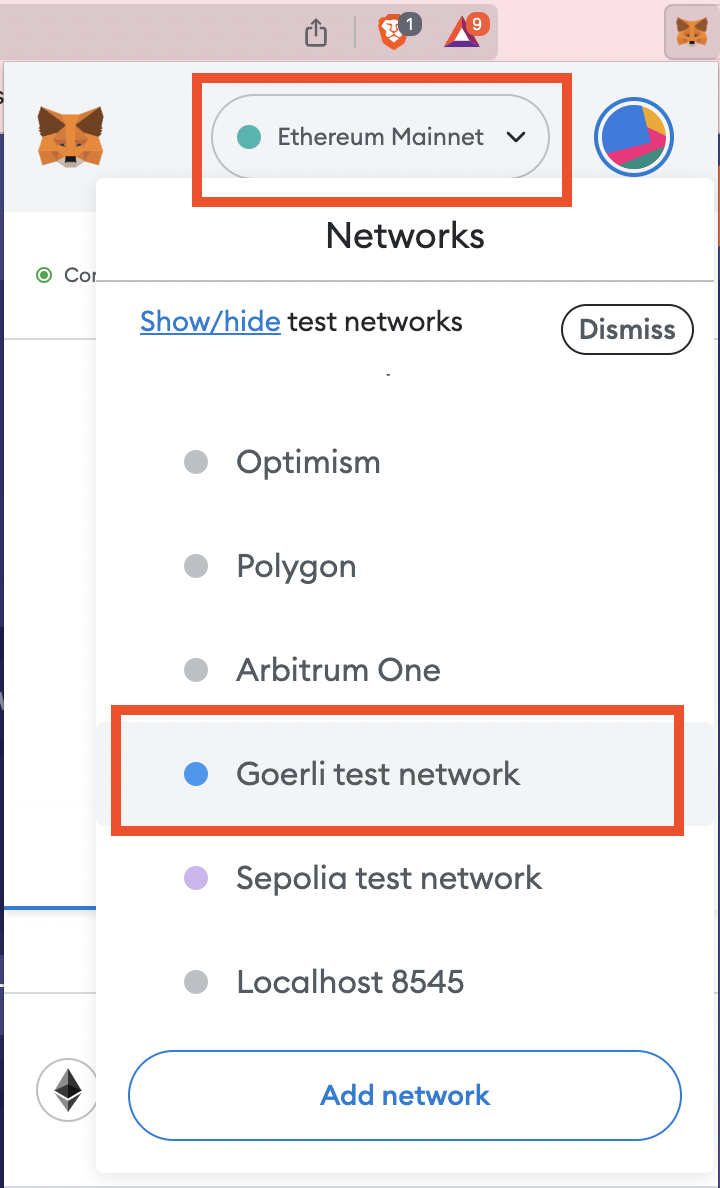 1
9
Ethereum Mainnet
Networks
Con
Show/hide test networks
Dismiss
Optimism
Polygon
Arbitrum One
Goerli test network
Sepolia test network
Localhost 8545
Add network